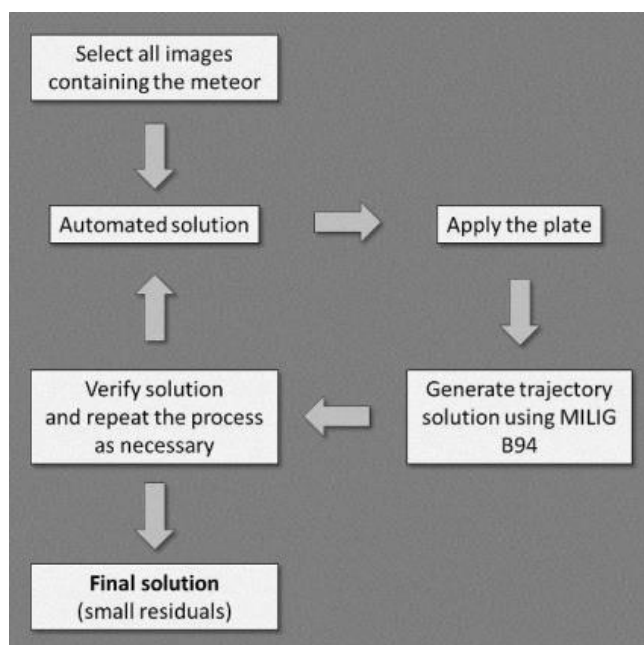 Select all images
containing the meteor
Automated solution
Apply the plate
Generate trajectory
solution using MILIG
B94
Verify solution
and repeat the process
as necessary
Final solution
(small residuals)